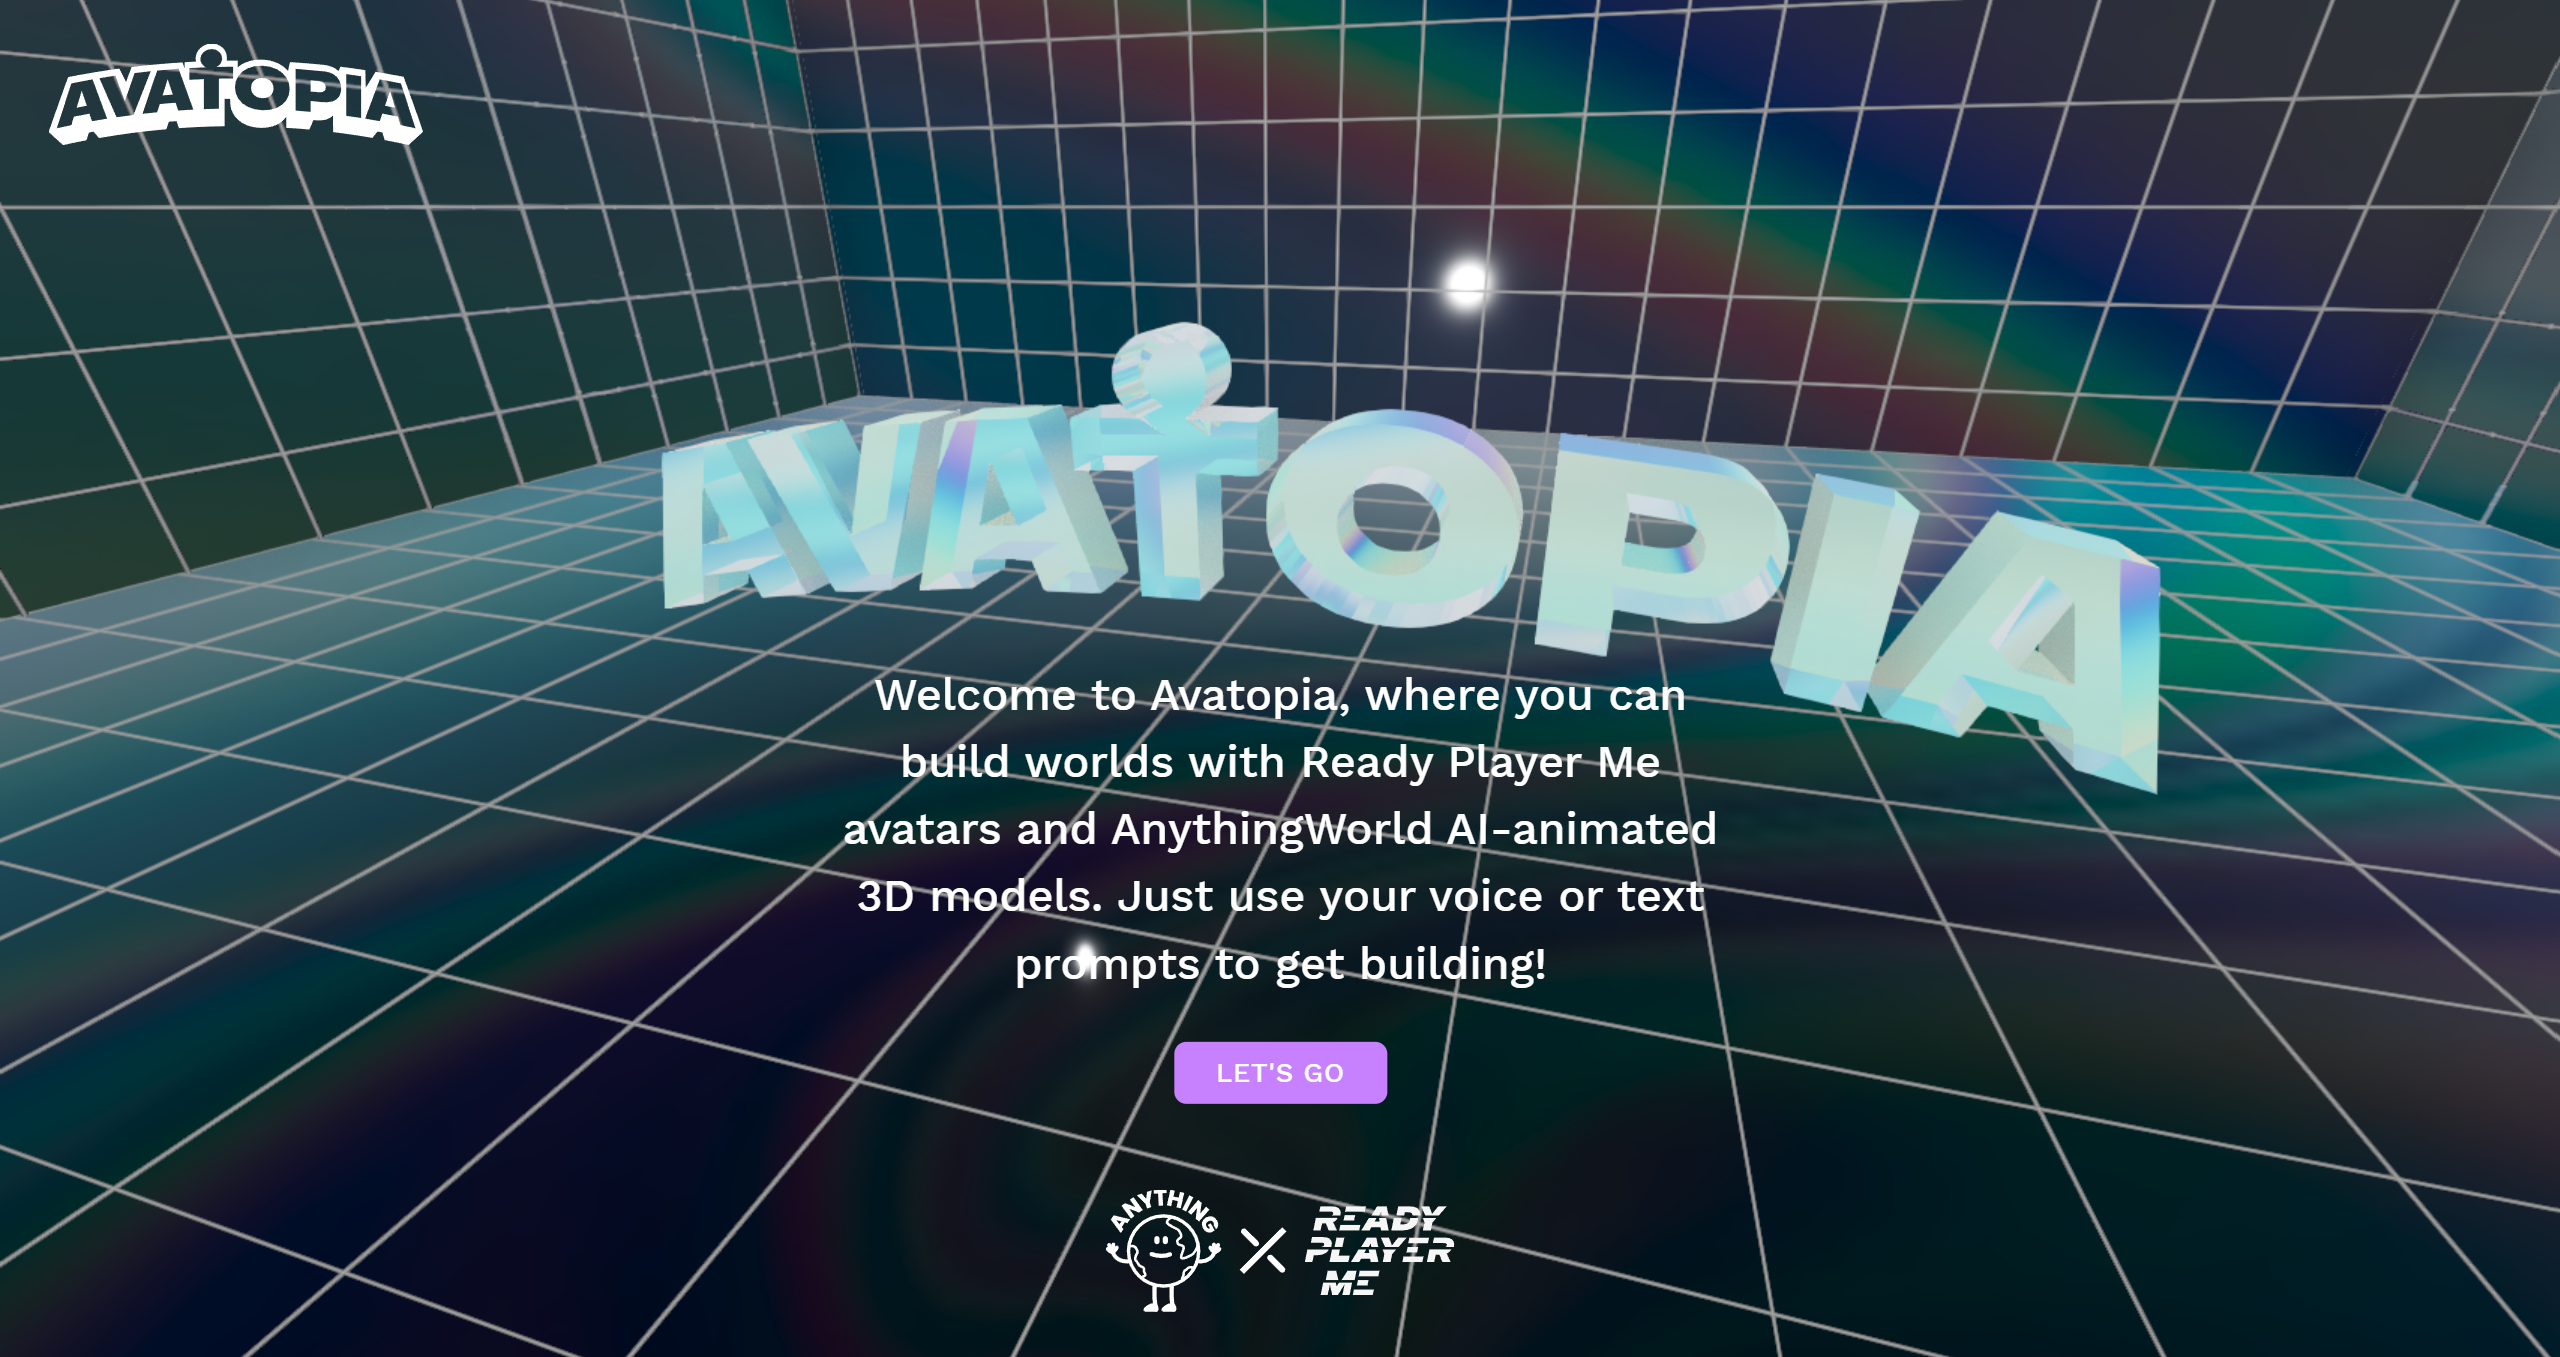 AVATOPIA
AVATOPIA
Welcome to Avatopia, where you can
build worlds with Ready Player Me
avatars and AnythingWorld AI-animated
3D models. Just use your voice or text
prompts to get building!
LET'S GO
ANYTHING
READY
PLAYER
ME